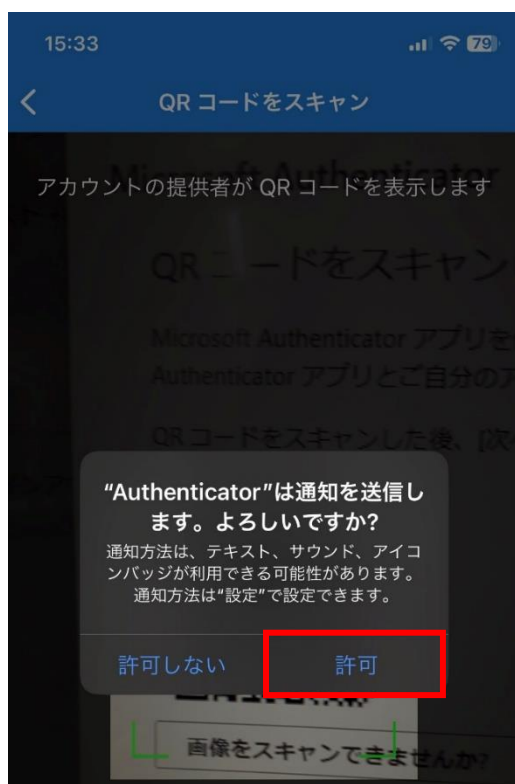 15:33
79
QR コードをスキャン
アカウントの提供者が QR コードを表示します
Microsoft Authenticator
QR コードをスキャン
Microsoft Authenticator アプリを
Authenticator アプリとご自分のア
QR コードをスキャンした後、[次へ
“Authenticator”は通知を送信し
ます。よろしいですか?
通知方法は、テキスト、サウンド、アイコ
ンバッジが利用できる可能性があります。
通知方法は“設定”で設定できます。
許可しない
許可
画像をスキャンできませんか?